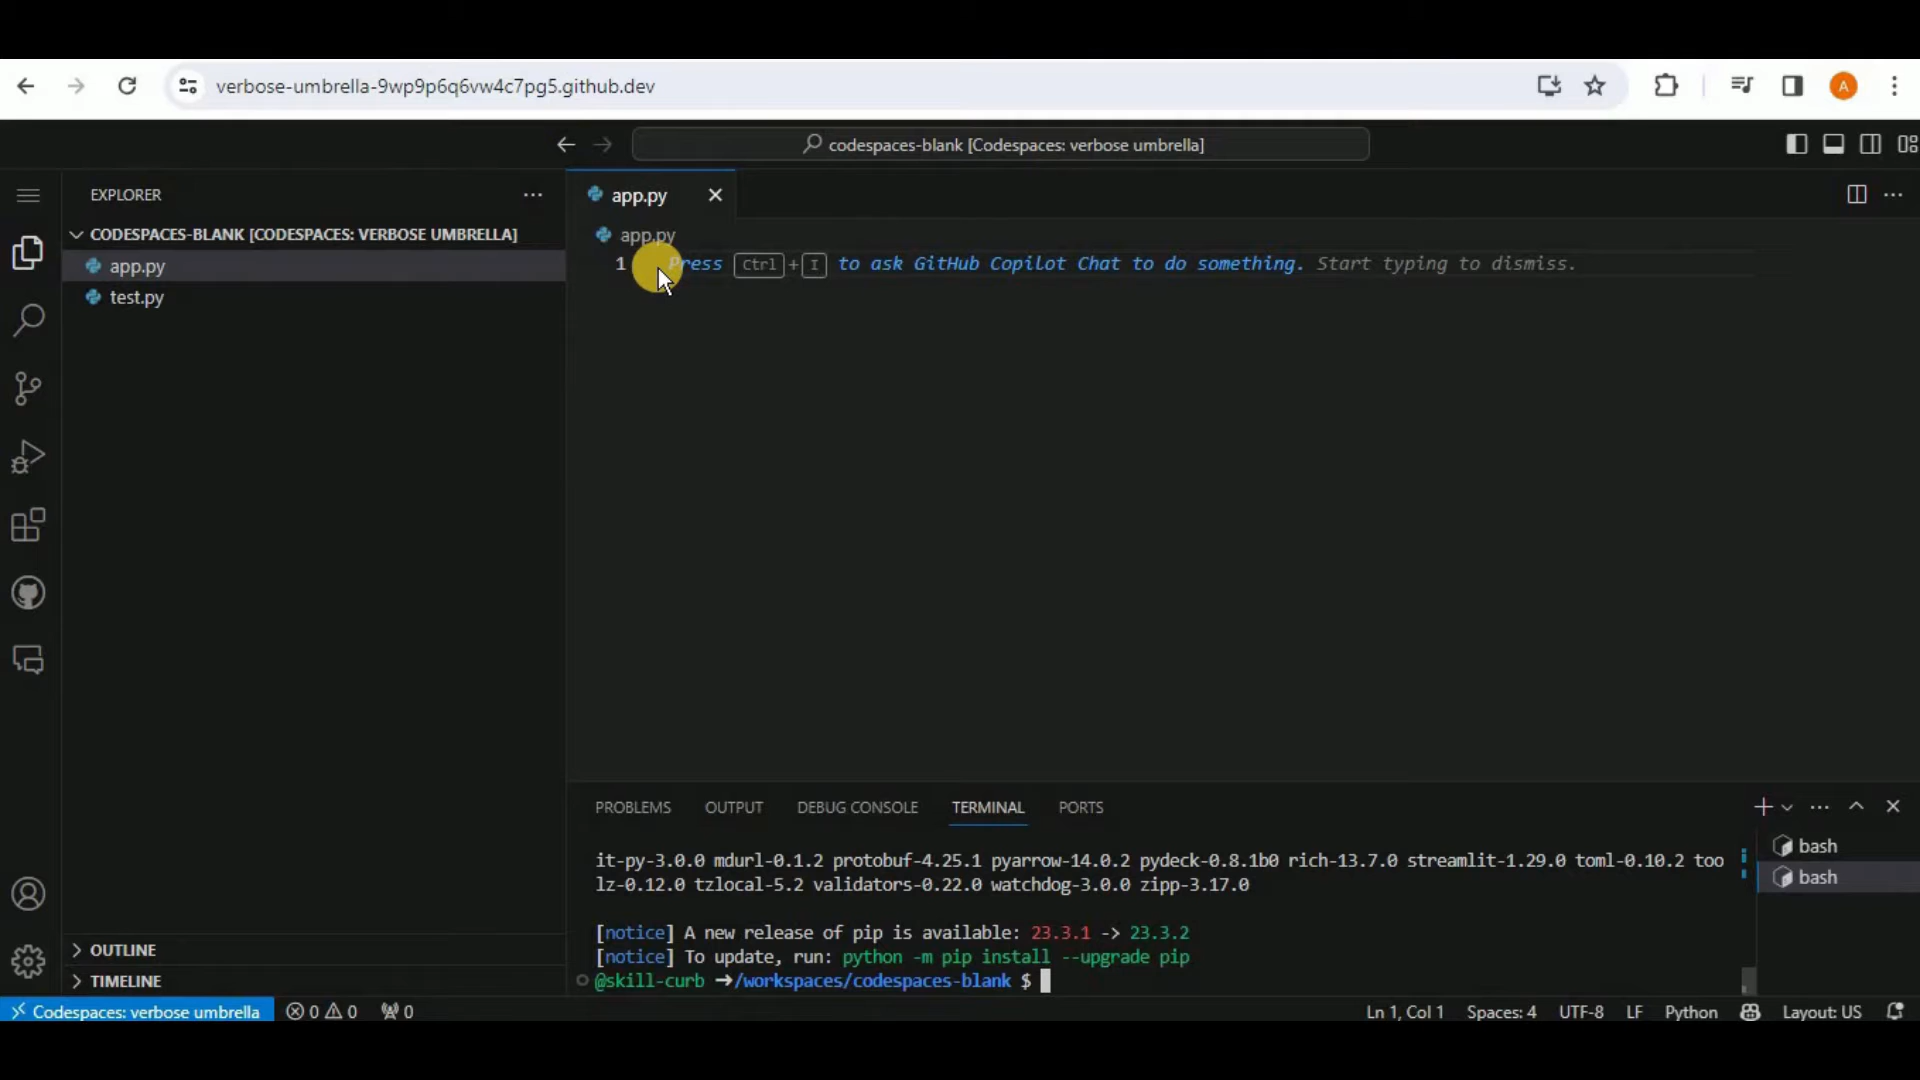 verbose-umbrella-9wp9p6q6vw4c7pg5.github.dev
A
codespaces-blank [Codespaces: verbose umbrella]
EXPLORER
CODESPACES-BLANK [CODESPACES: VERBOSE UMBRELLA]
app.py
test.py
app.py
app.py
1 Press Ctrl+I to ask GitHub Copilot Chat to do something. Start typing to dismiss.
PROBLEMS OUTPUT DEBUG CONSOLE TERMINAL PORTS
it-py-3.0.0 mdurl-0.1.2 protobuf-4.25.1 pyarrow-14.0.2 pydeck-0.8.1b0 rich-13.7.0 streamlit-1.29.0 toml-0.10.2 too
lz-0.12.0 tzlocal-5.2 validators-0.22.0 watchdog-3.0.0 zipp-3.17.0
[notice] A new release of pip is available: 23.3.1 -> 23.3.2
[notice] To update, run: python -m pip install --upgrade pip
@skill-curb ➜/workspaces/codespaces-blank $
bash
bash
OUTLINE
TIMELINE
Codespaces: verbose umbrella 0 0 0 Ln 1, Col 1 Spaces: 4 UTF-8 LF Python Layout: US